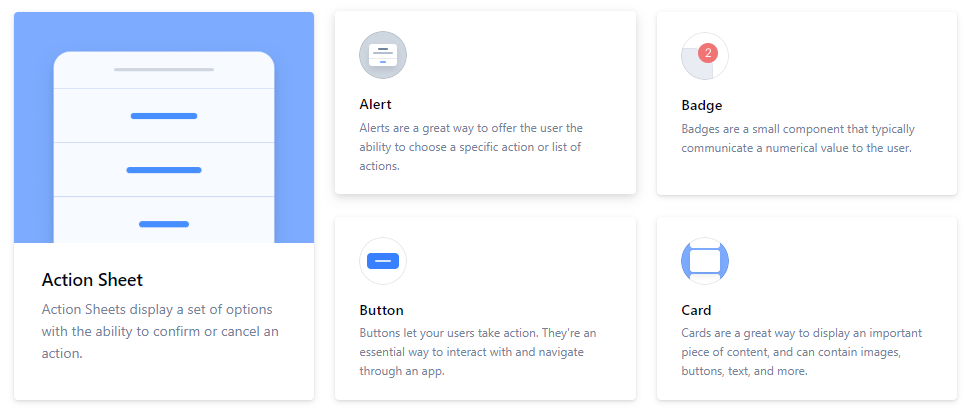 Action Sheet
Action Sheets display a set of options
with the ability to confirm or cancel an
action.
Alert
Alerts are a great way to offer the user the
ability to choose a specific action or list of
actions.
2
Badge
Badges are a small component that typically
communicate a numerical value to the user.
Button
Buttons let your users take action. They're an
essential way to interact with and navigate
through an app.
Card
Cards are a great way to display an important
piece of content, and can contain images,
buttons, text, and more.